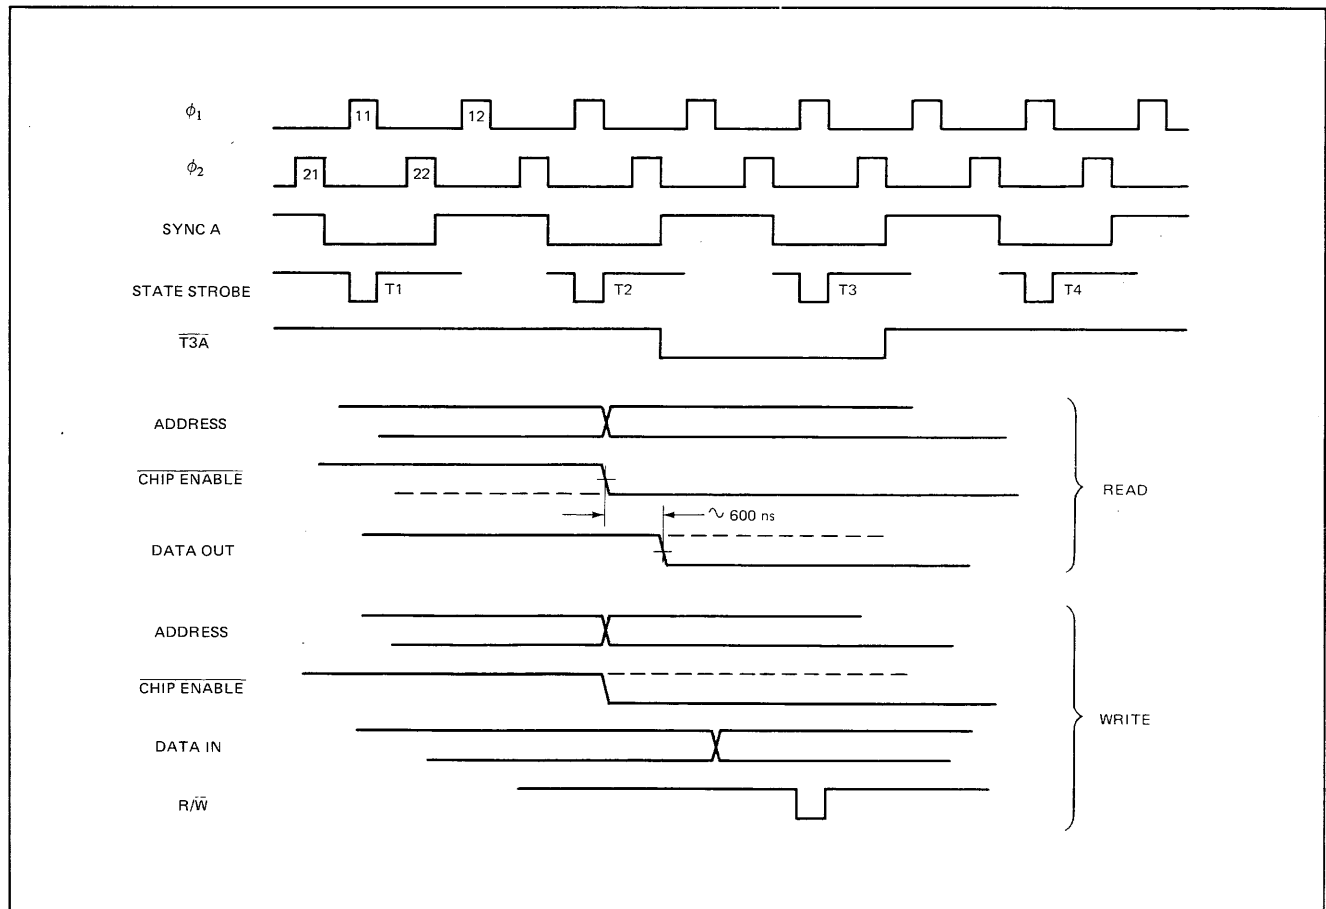 ϕ₁ 11 12
ϕ₂ 21 22
SYNC A
STATE STROBE T1 T2 T3 T4
T3A
ADDRESS
CHIP ENABLE
READ
~ 600 ns
DATA OUT
ADDRESS
CHIP ENABLE
WRITE
DATA IN
R/W̅